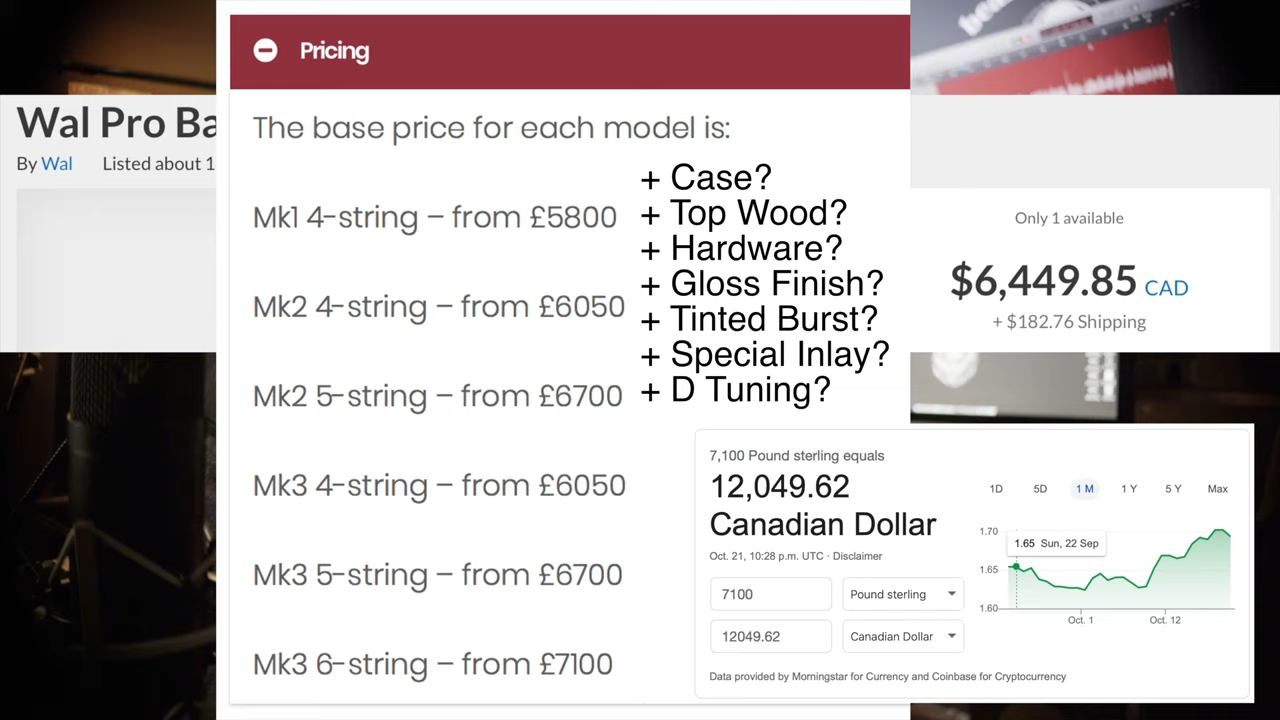 Pricing
The base price for each model is:
Mk1 4-string – from £5800
Mk2 4-string – from £6050
Mk2 5-string – from £6700
Mk3 4-string – from £6050
Mk3 5-string – from £6700
Mk3 6-string – from £7100
+ Case?
+ Top Wood?
+ Hardware?
+ Gloss Finish?
+ Tinted Burst?
+ Special Inlay?
+ D Tuning?
Wal Pro Ba
By Wal Listed about 1
Only 1 available
$6,449.85 CAD
+ $182.76 Shipping
7,100 Pound sterling equals
12,049.62
Canadian Dollar
Oct. 21, 10:28 p.m. UTC · Disclaimer
7100 Pound sterling
12049.62 Canadian Dollar
1D 5D 1 M 1 Y 5 Y Max
1.70
1.65 Sun, 22 Sep
1.65
1.60
Oct. 1 Oct. 12
Data provided by Morningstar for Currency and Coinbase for Cryptocurrency